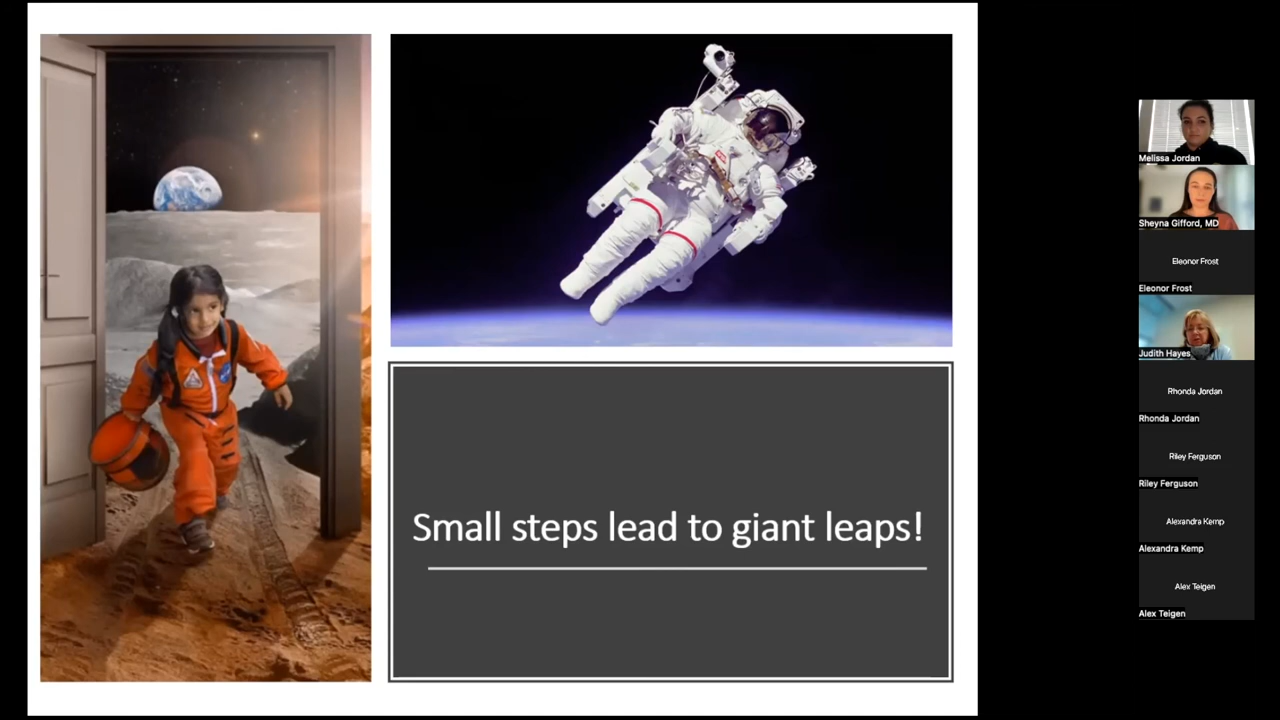 Small steps lead to giant leaps!
Melissa Jordan
Sheyna Gifford, MD
Eleonor Frost
Eleonor Frost
Judith Hayes
Rhonda Jordan
Rhonda Jordan
Riley Ferguson
Riley Ferguson
Alexandra Kemp
Alexandra Kemp
Alex Teigen
Alex Teigen